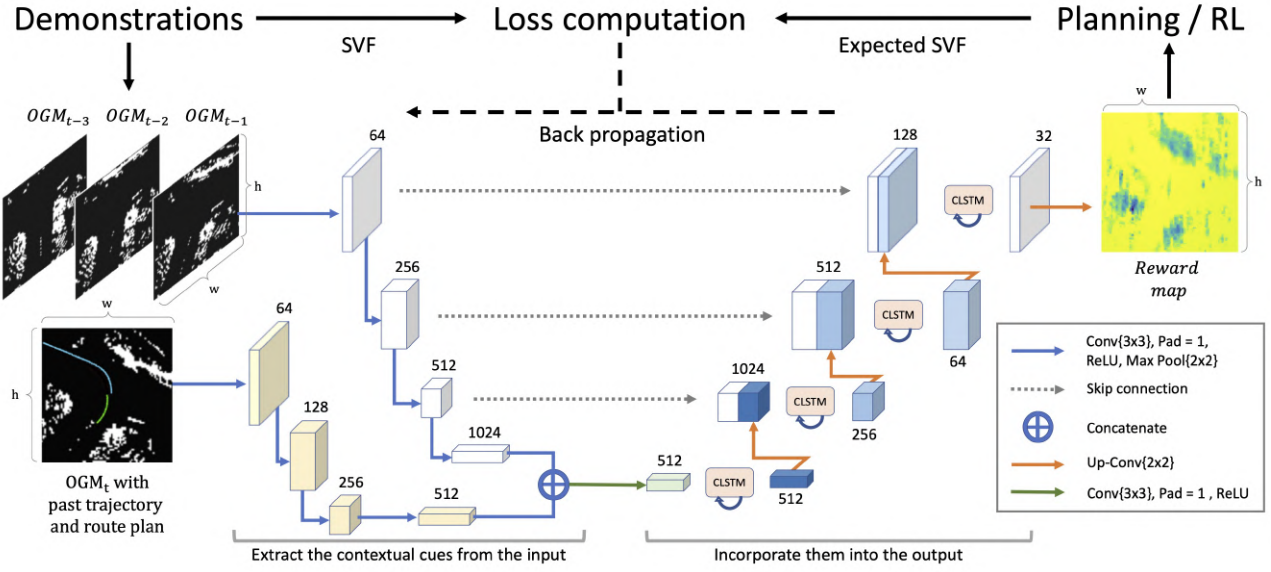 Demonstrations
Loss computation
Planning / RL
SVF
Expected SVF
Back propagation
OGM_{t-3}
OGM_{t-2}
OGM_{t-1}
h
w
64
256
512
1024
128
32
CLSTM
w
h
Reward
map
512
CLSTM
64
1024
CLSTM
256
512
CLSTM
512
w
h
64
128
256
512
OGM_t with
past trajectory
and route plan
Conv{3x3}, Pad = 1,
ReLU, Max Pool{2x2}
Skip connection
Concatenate
Up-Conv{2x2}
Conv{3x3}, Pad = 1 , ReLU
Extract the contextual cues from the input
Incorporate them into the output